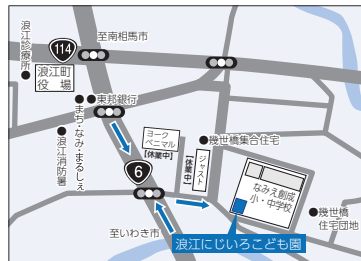 至南相馬市
浪江診療所
114
浪江町
役場
東邦銀行
まち・なみ・まるしぇ
浪江消防署
ヨーク
ベニマル
【休業中】
ジャスト
【休業中】
幾世橋集合住宅
6
なみえ創成
小・中学校
幾世橋
住宅団地
至いわき市
浪江にじいろこども園